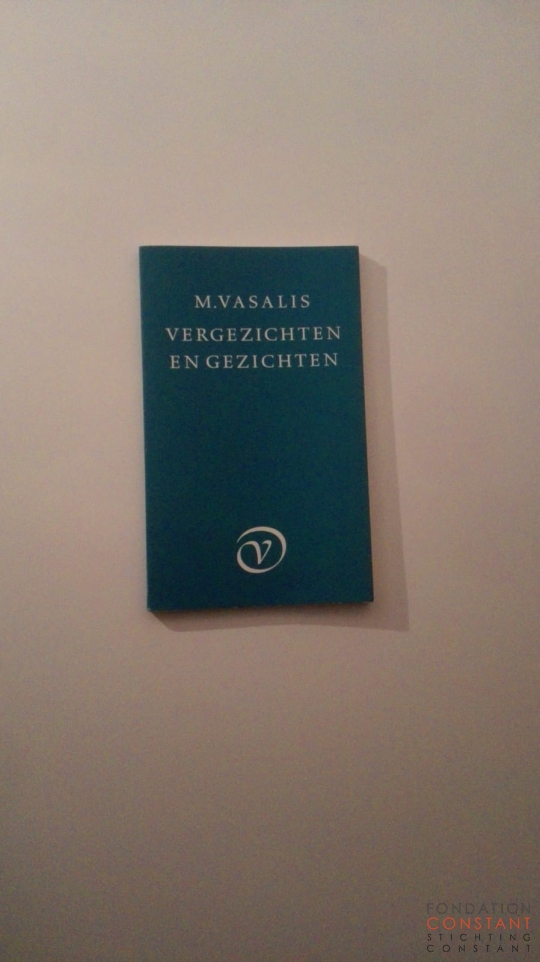 M.VASALIS
VERGEZICHTEN
EN GEZICHTEN
V
FONDATION
CONSTANT
STICHTING
CONSTANT